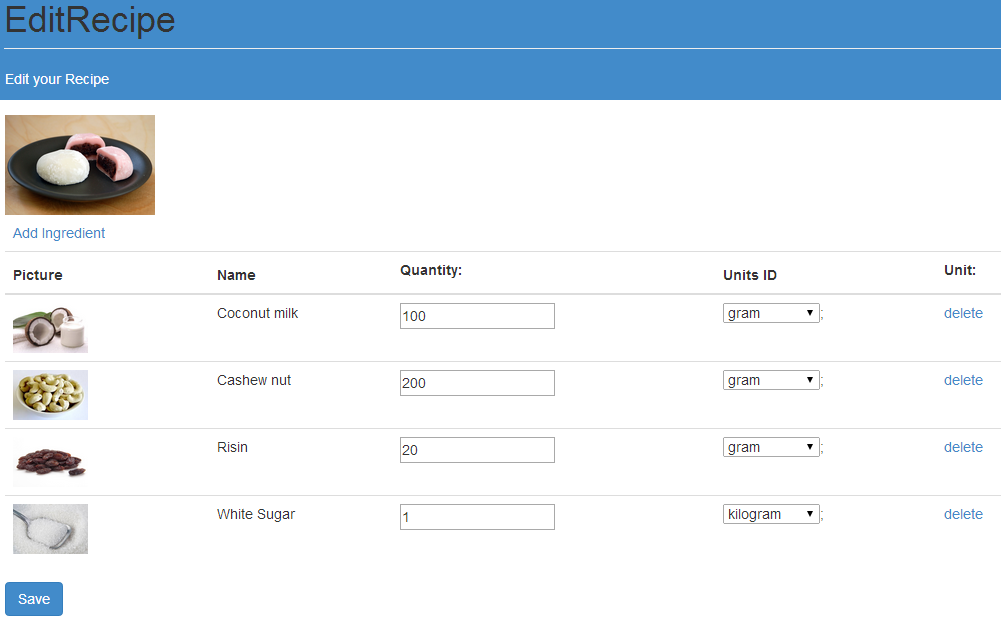 EditRecipe
Edit your Recipe
Add Ingredient
Picture Name Quantity: Units ID Unit:
Coconut milk 100 gram ; delete
Cashew nut 200 gram ; delete
Risin 20 gram ; delete
White Sugar 1 kilogram ; delete
Save